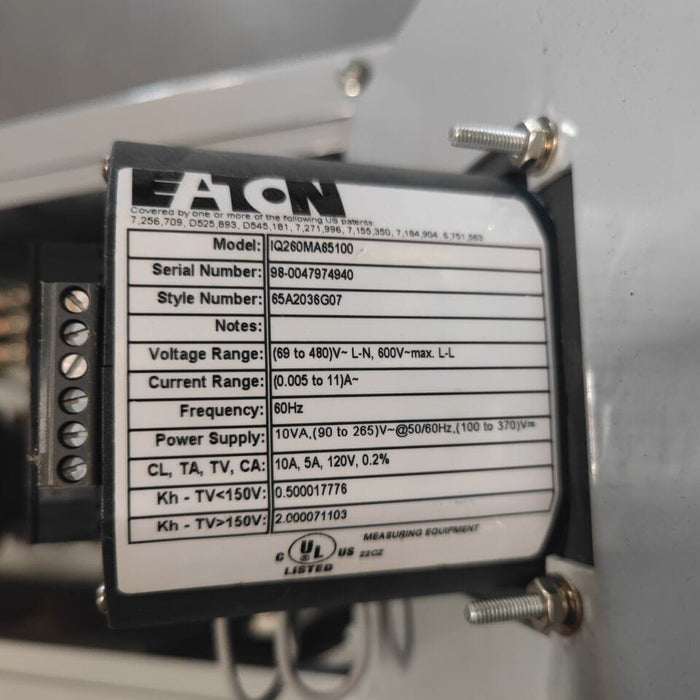 EATON
Covered by one or more of the following US patents
7,256,709, D525,893, D545,181, 7,271,996, 7,155,350, 7,184,904, 6,751,563
Model: IQ260MA65100
Serial Number: 98-0047974940
Style Number: 65A2036G07
Notes:
Voltage Range: (69 to 480)V~ L-N, 600V~max. L-L
Current Range: (0.005 to 11)A~
Frequency: 60Hz
Power Supply: 10VA,(90 to 265)V~@50/60Hz,(100 to 370)V⎓
CL, TA, TV, CA: 10A, 5A, 120V, 0.2%
Kh - TV<150V: 0.500017776
Kh - TV>150V: 2.000071103
C UL ® US
LISTED
MEASURING EQUIPMENT
22CZ